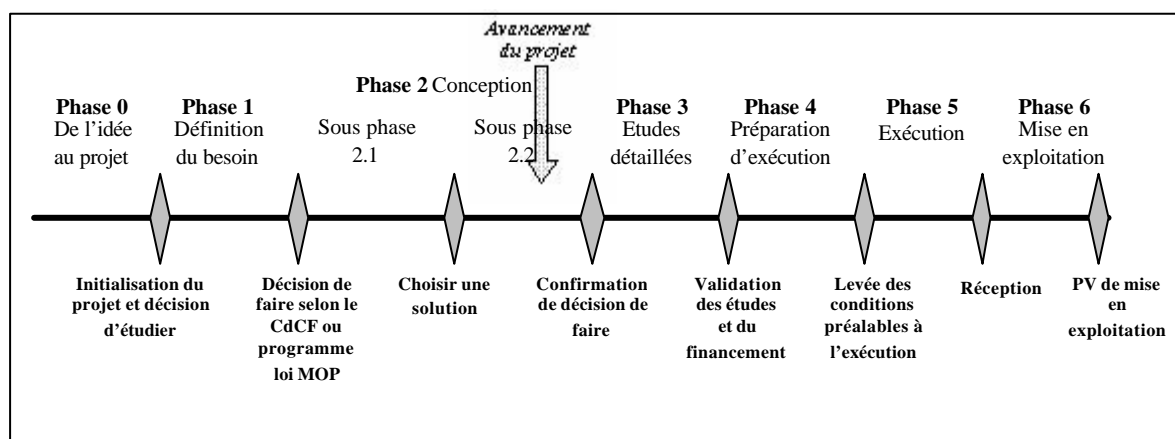 Avancement
du projet
Phase 2 Conception
Phase 0
De l'idée
au projet
Phase 1
Définition
du besoin
Sous phase
2.1
Sous phase
2.2
Phase 3
Etudes
détaillées
Phase 4
Préparation
d'exécution
Phase 5
Exécution
Phase 6
Mise en
exploitation
Initialisation du
projet et décision
d'étudier
Décision de
faire selon le
CdCF ou
programme
loi MOP
Choisir une
solution
Confirmation
de décision de
faire
Validation
des études
et du
financement
Levée des
conditions
préalables à
l'exécution
Réception
PV de mise
en
exploitation